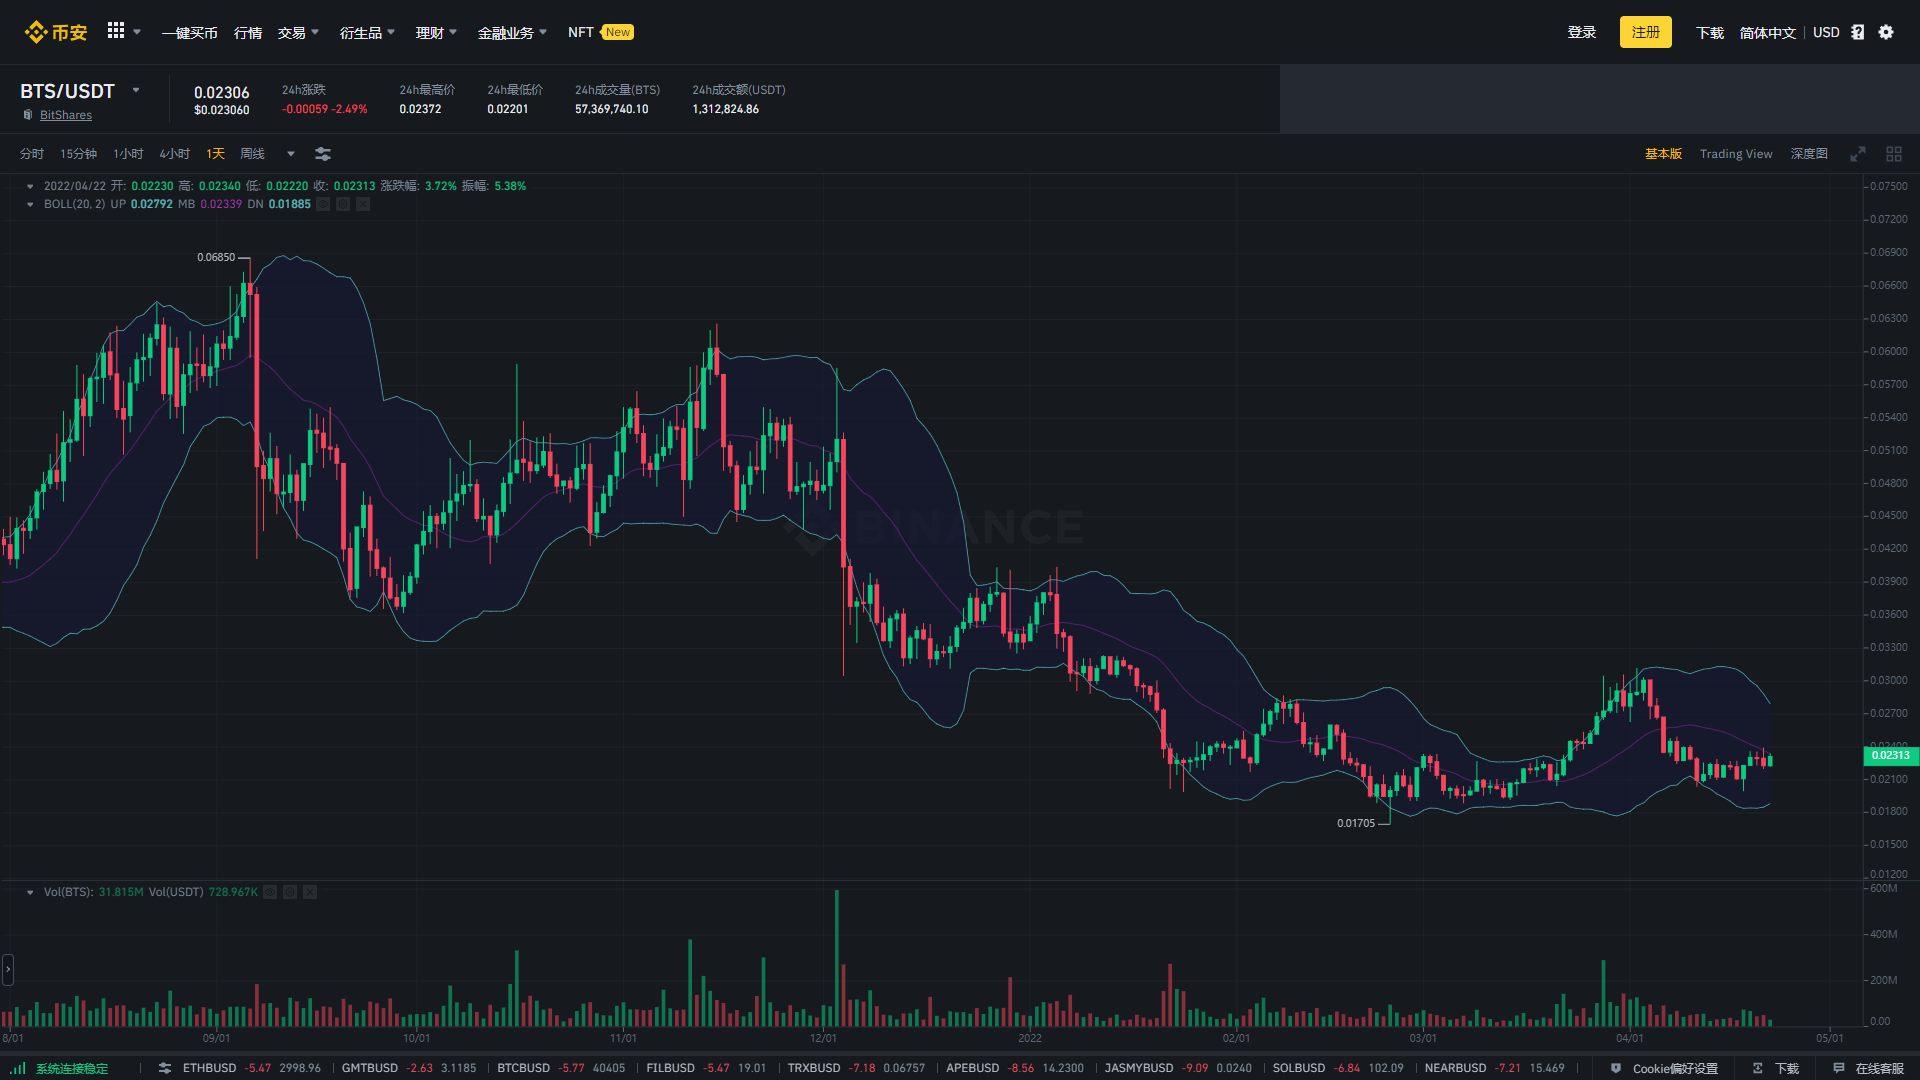 币安 一键买币 行情 交易 衍生品 理财 金融业务 NFT New 登录 注册 下载 简体中文 USD
BTS/USDT
BitShares
0.02306
$0.023060
24h涨跌
-0.00059 -2.49%
24h最高价
0.02372
24h最低价
0.02201
24h成交量(BTS)
57,369,740.10
24h成交额(USDT)
1,312,824.86
分时 15分钟 1小时 4小时 1天 周线 基本版 Trading View 深度图
2022/04/22 开: 0.02230 高: 0.02340 低: 0.02220 收: 0.02313 涨跌幅: 3.72% 振幅: 5.38%
BOLL(20, 2) UP 0.02792 MB 0.02339 DN 0.01885
0.06850
0.01705
BINANCE
0.07500
0.07200
0.06900
0.06600
0.06300
0.06000
0.05700
0.05400
0.05100
0.04800
0.04500
0.04200
0.03900
0.03600
0.03300
0.03000
0.02700
0.02400
0.02313
0.02100
0.01800
0.01500
0.01200
Vol(BTS): 31.815M Vol(USDT) 728.967K
600M
400M
200M
0.00
8/01 09/01 10/01 11/01 12/01 2022 02/01 03/01 04/01 05/01
系统连接稳定 ETHBUSD -5.47 2998.96 GMTBUSD -2.63 3.1185 BTCBUSD -5.77 40405 FILBUSD -5.47 19.01 TRXBUSD -7.18 0.06757 APEBUSD -8.56 14.2300 JASMYBUSD -9.09 0.0240 SOLBUSD -6.84 102.09 NEARBUSD -7.21 15.469 Cookie偏好设置 下载 在线客服